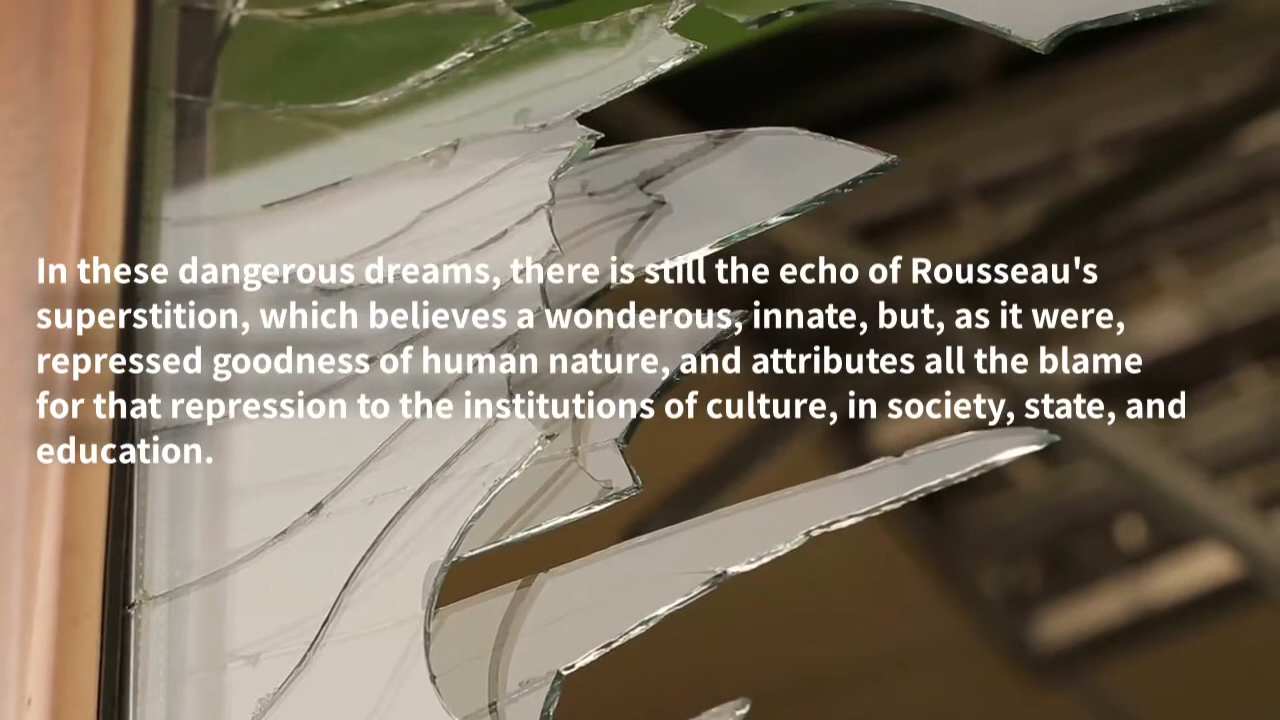 In these dangerous dreams, there is still the echo of Rousseau's
superstition, which believes a wonderous, innate, but, as it were,
repressed goodness of human nature, and attributes all the blame
for that repression to the institutions of culture, in society, state, and
education.